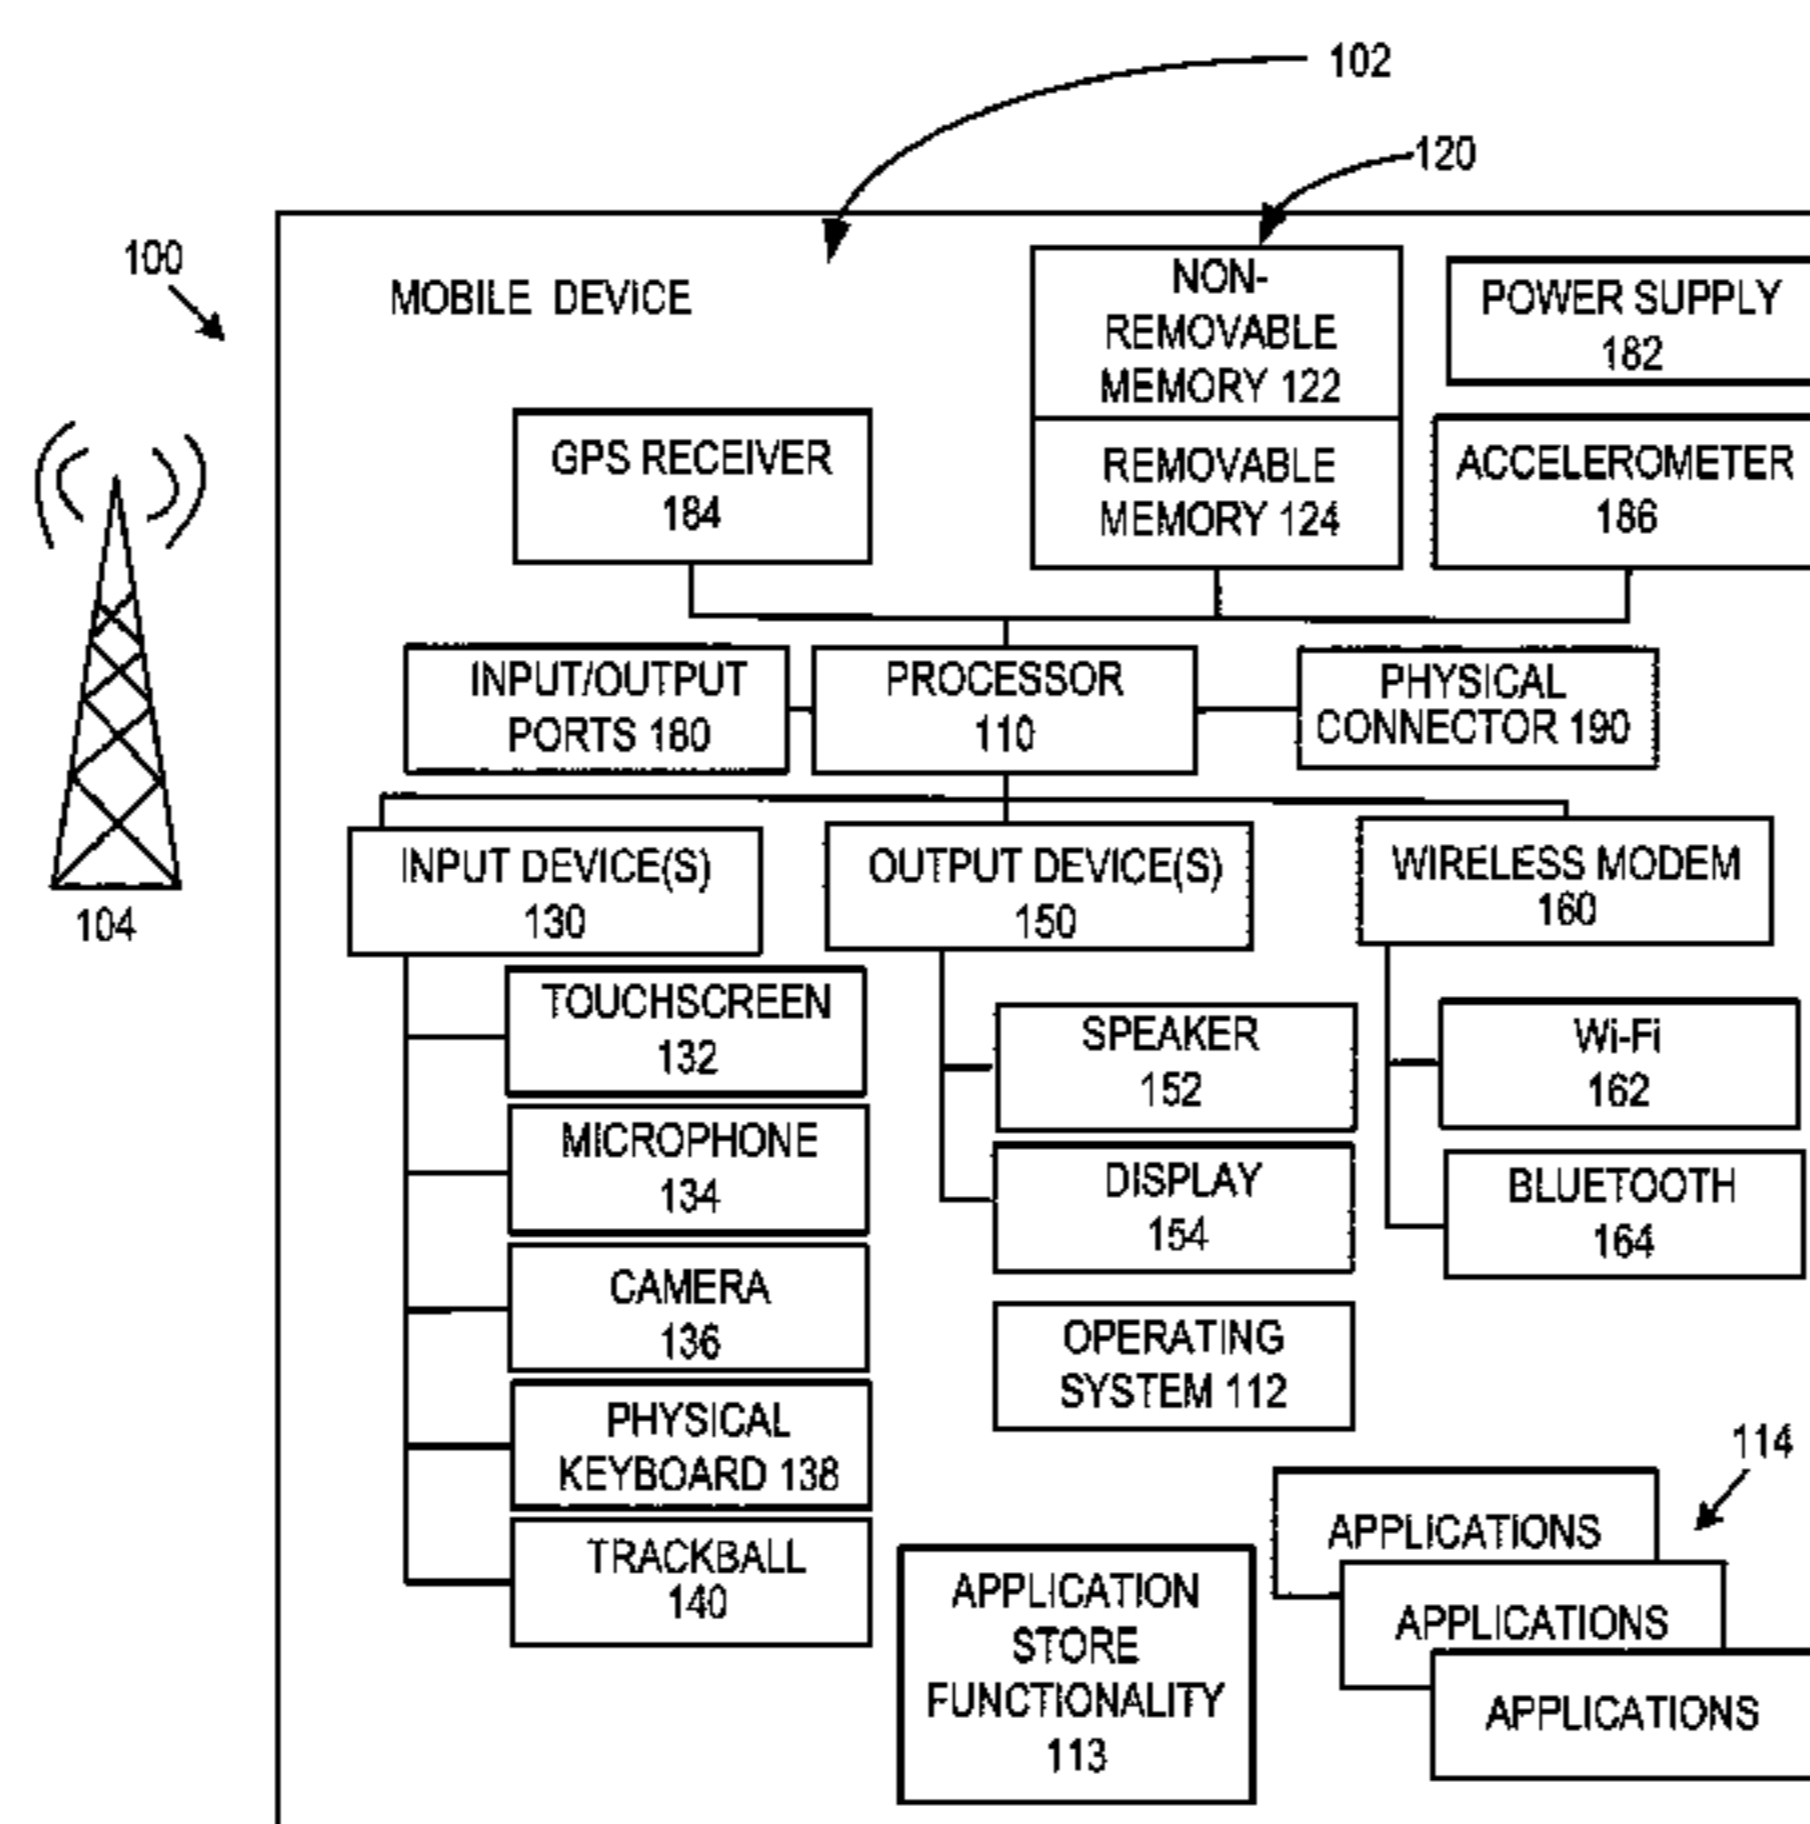 102
120
100
MOBILE DEVICE
NON-
REMOVABLE
MEMORY 122
POWER SUPPLY
182
GPS RECEIVER
184
REMOVABLE
MEMORY 124
ACCELEROMETER
186
INPUT/OUTPUT
PORTS 180
PROCESSOR
110
PHYSICAL
CONNECTOR 190
104
INPUT DEVICE(S)
130
OUTPUT DEVICE(S)
150
WIRELESS MODEM
160
TOUCHSCREEN
132
MICROPHONE
134
CAMERA
136
PHYSICAL
KEYBOARD 138
TRACKBALL
140
SPEAKER
152
DISPLAY
154
Wi-Fi
162
BLUETOOTH
164
OPERATING
SYSTEM 112
114
APPLICATION
STORE
FUNCTIONALITY
113
APPLICATIONS
APPLICATIONS
APPLICATIONS